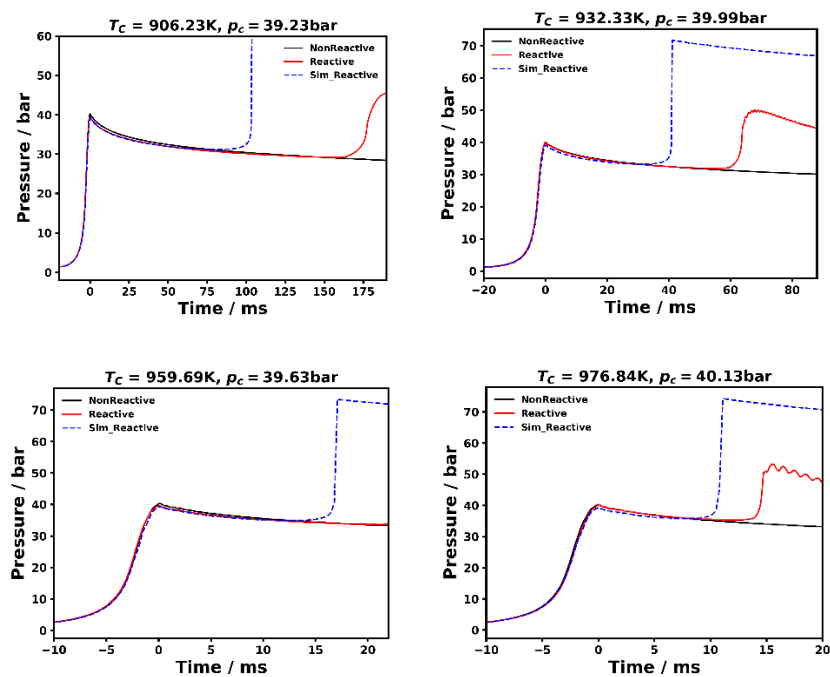 T_C = 906.23K, p_c = 39.23bar
NonReactive
Reactive
Sim_Reactive
Pressure / bar
60
50
40
30
20
10
0
0 25 50 75 100 125 150 175
Time / ms
T_C = 932.33K, p_c = 39.99bar
NonReactive
Reactive
Sim_Reactive
Pressure / bar
70
60
50
40
30
20
10
0
−20 0 20 40 60 80
Time / ms
T_C = 959.69K, p_c = 39.63bar
NonReactive
Reactive
Sim_Reactive
Pressure / bar
70
60
50
40
30
20
10
0
−10 −5 0 5 10 15 20
Time / ms
T_C = 976.84K, p_c = 40.13bar
NonReactive
Reactive
Sim_Reactive
Pressure / bar
70
60
50
40
30
20
10
0
−10 −5 0 5 10 15 20
Time / ms